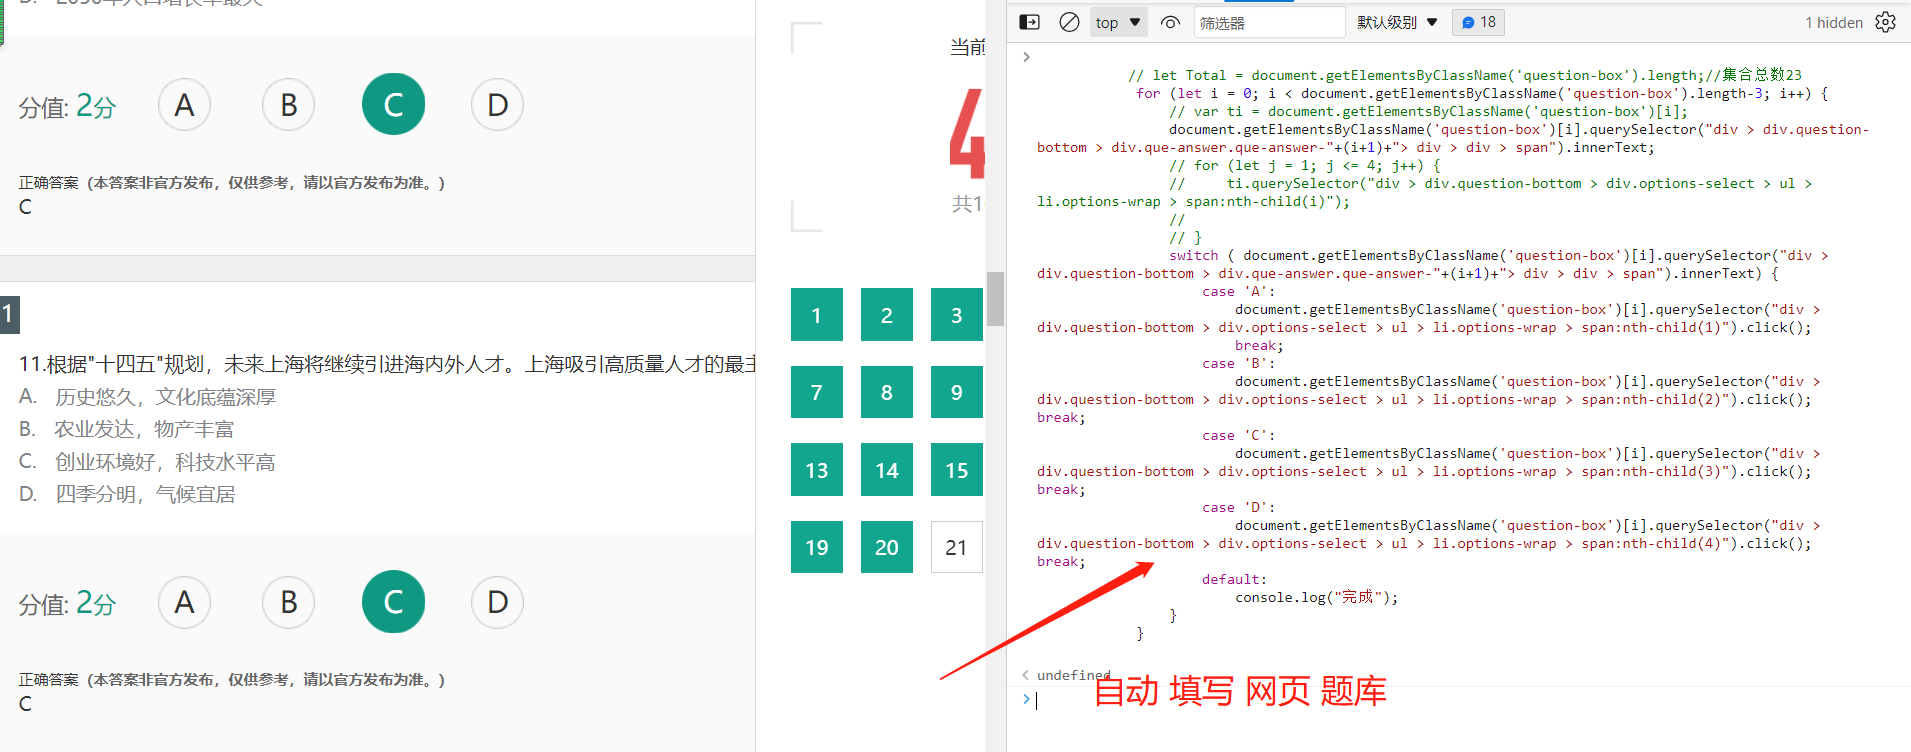 D. 2030年人口增长率最大
分值: 2分 A B C D
正确答案（本答案非官方发布，仅供参考，请以官方发布为准。）
C
1
11.根据"十四五"规划，未来上海将继续引进海内外人才。上海吸引高质量人才的最主
A. 历史悠久，文化底蕴深厚
B. 农业发达，物产丰富
C. 创业环境好，科技水平高
D. 四季分明，气候宜居
分值: 2分 A B C D
正确答案（本答案非官方发布，仅供参考，请以官方发布为准。）
C
当前
4
共1
1 2 3
7 8 9
13 14 15
19 20 21
top 筛选器 默认级别 18 1 hidden
// let Total = document.getElementsByClassName('question-box').length;//集合总数23
for (let i = 0; i < document.getElementsByClassName('question-box').length-3; i++) {
// var ti = document.getElementsByClassName('question-box')[i];
document.getElementsByClassName('question-box')[i].querySelector("div > div.question-
bottom > div.que-answer.que-answer-"+(i+1)+"> div > div > span").innerText;
// for (let j = 1; j <= 4; j++) {
// ti.querySelector("div > div.question-bottom > div.options-select > ul >
li.options-wrap > span:nth-child(i)");
//
// }
switch ( document.getElementsByClassName('question-box')[i].querySelector("div >
div.question-bottom > div.que-answer.que-answer-"+(i+1)+"> div > div > span").innerText) {
case 'A':
document.getElementsByClassName('question-box')[i].querySelector("div >
div.question-bottom > div.options-select > ul > li.options-wrap > span:nth-child(1)").click();
break;
case 'B':
document.getElementsByClassName('question-box')[i].querySelector("div >
div.question-bottom > div.options-select > ul > li.options-wrap > span:nth-child(2)").click();
break;
case 'C':
document.getElementsByClassName('question-box')[i].querySelector("div >
div.question-bottom > div.options-select > ul > li.options-wrap > span:nth-child(3)").click();
break;
case 'D':
document.getElementsByClassName('question-box')[i].querySelector("div >
div.question-bottom > div.options-select > ul > li.options-wrap > span:nth-child(4)").click();
break;
default:
console.log("完成");
}
}
undefined
自动 填写 网页 题库